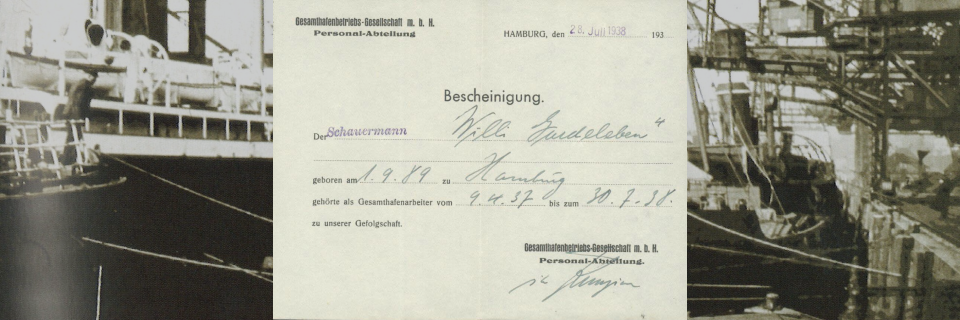 Gesamthafenbetriebs-Gesellschaft m. b. H.
Personal-Abteilung
HAMBURG, den 28. Juli 1938 193
Bescheinigung.
Der Schauermann Willi
geboren am 1. 9. 89 zu Hamburg
gehörte als Gesamthafenarbeiter vom 9. 4. 37 bis zum 30. 7. 38.
zu unserer Gefolgschaft.
Gesamthafenbetriebs-Gesellschaft m. b. H.
Personal-Abteilung.